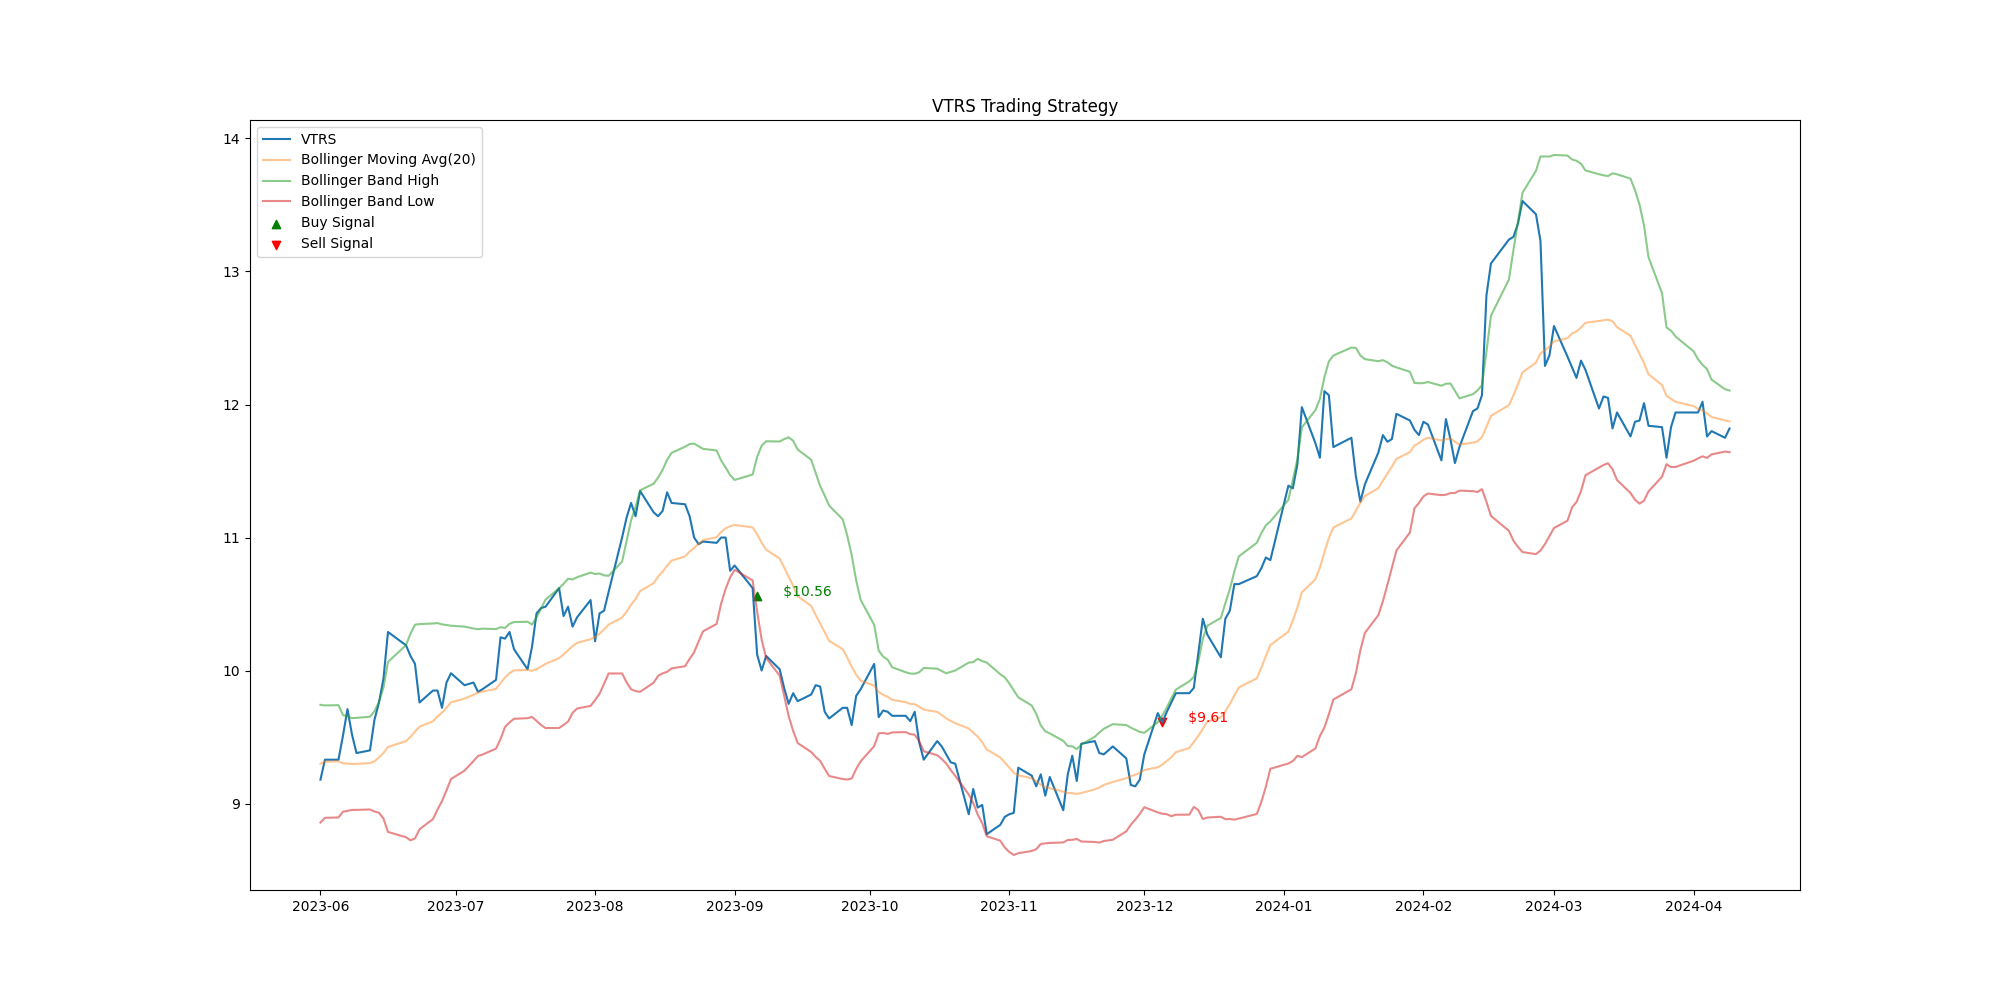 VTRS Trading Strategy
VTRS
Bollinger Moving Avg(20)
Bollinger Band High
Bollinger Band Low
Buy Signal
Sell Signal
14
13
12
11
10
9
$10.56
$9.61
2023-06 2023-07 2023-08 2023-09 2023-10 2023-11 2023-12 2024-01 2024-02 2024-03 2024-04